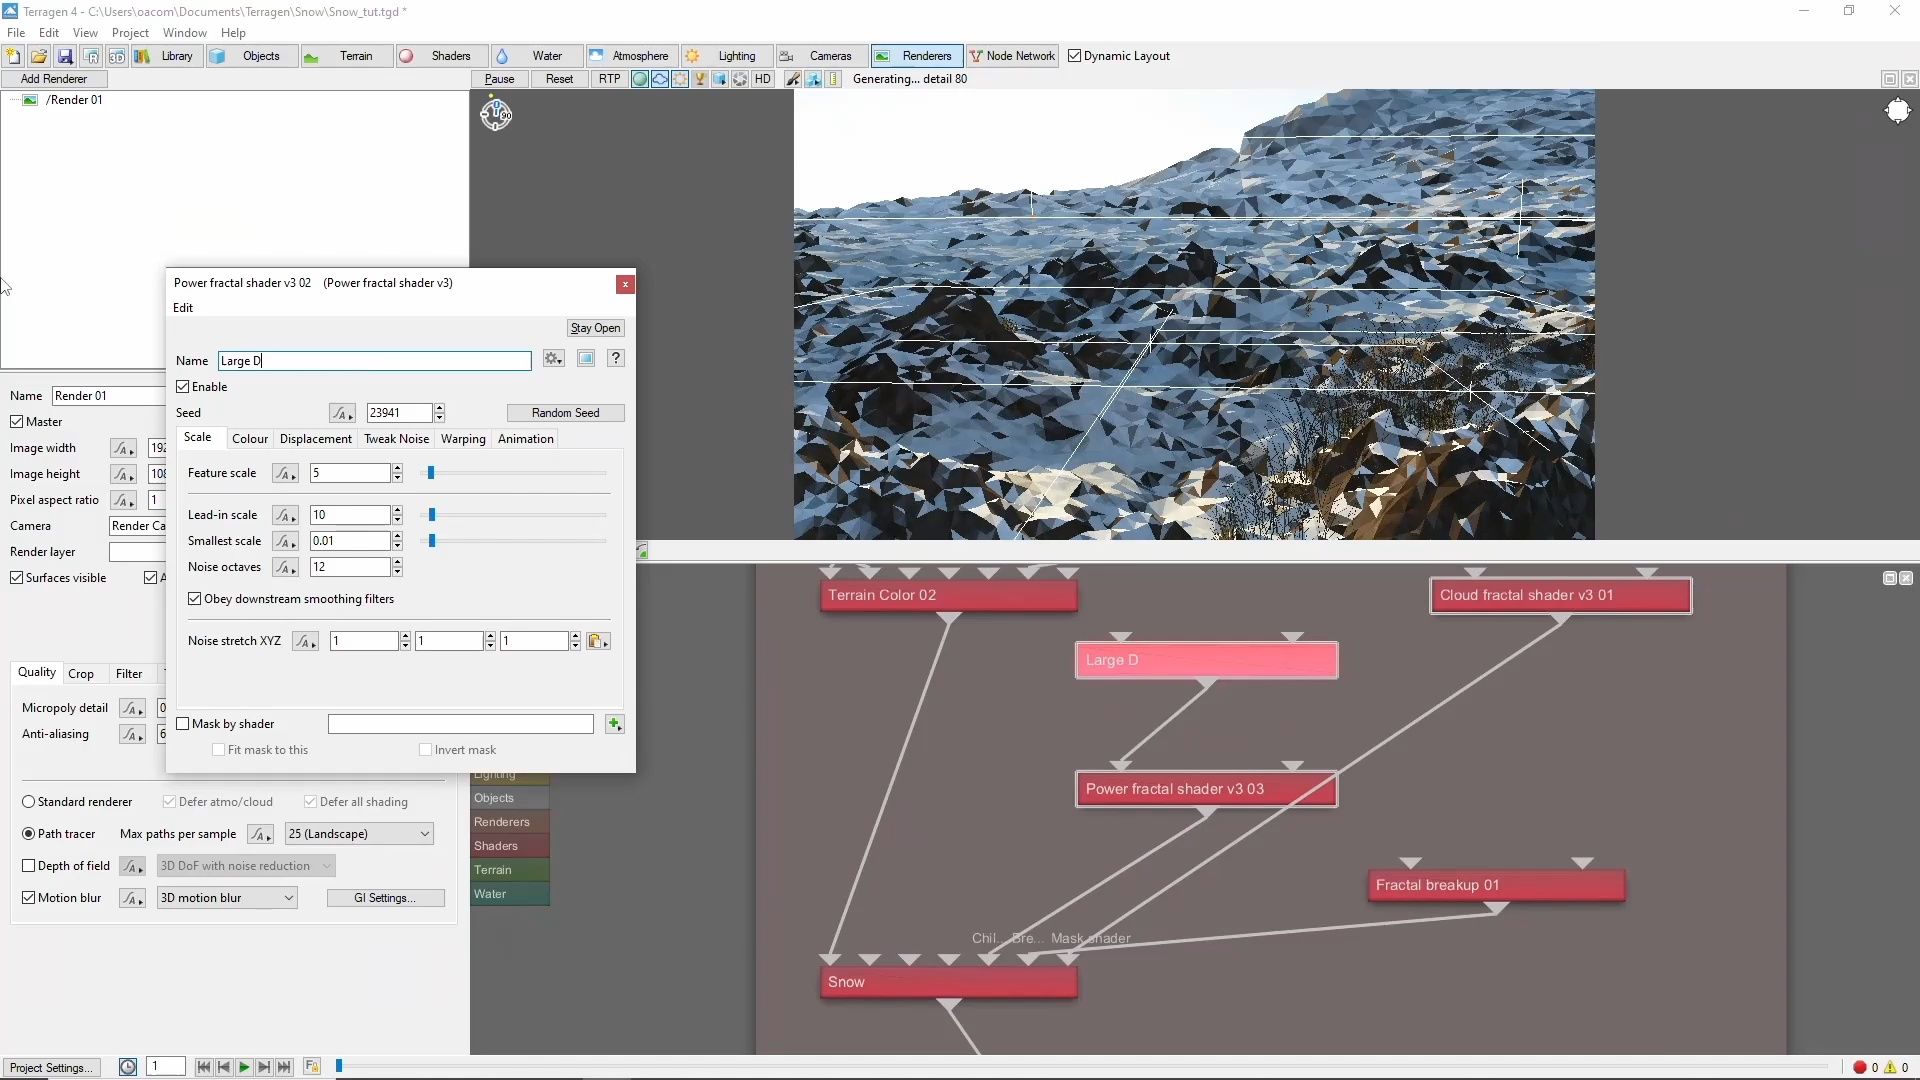 Terragen 4 - C:\Users\oacom\Documents\Terragen\Snow\Snow_tut.tgd *
File Edit View Project Window Help
Library Objects Terrain Shaders Water Atmosphere Lighting Cameras Renderers Node Network Dynamic Layout
Add Renderer Pause Reset RTP HD Generating... detail 80
/Render 01
Power fractal shader v3 02 (Power fractal shader v3)
Edit
Stay Open
Name Large D ?
Enable
Seed 23941 Random Seed
Scale Colour Displacement Tweak Noise Warping Animation
Feature scale 5
Lead-in scale 10
Smallest scale 0.01
Noise octaves 12
Obey downstream smoothing filters
Noise stretch XYZ 1 1 1
Mask by shader
Fit mask to this Invert mask
Name Render 01
Master
Image width 192
Image height 108
Pixel aspect ratio 1
Camera Render Ca
Render layer
Surfaces visible A
Quality Crop Filter
Micropoly detail 0
Anti-aliasing 6
Standard renderer Defer atmo/cloud Defer all shading
Path tracer Max paths per sample 25 (Landscape)
Depth of field 3D DoF with noise reduction
Motion blur 3D motion blur GI Settings...
Lighting
Objects
Renderers
Shaders
Terrain
Water
Terrain Color 02
Cloud fractal shader v3 01
Large D
Power fractal shader v3 03
Fractal breakup 01
Chil... Bre... Mask shader
Snow
Project Settings... 1 0 0